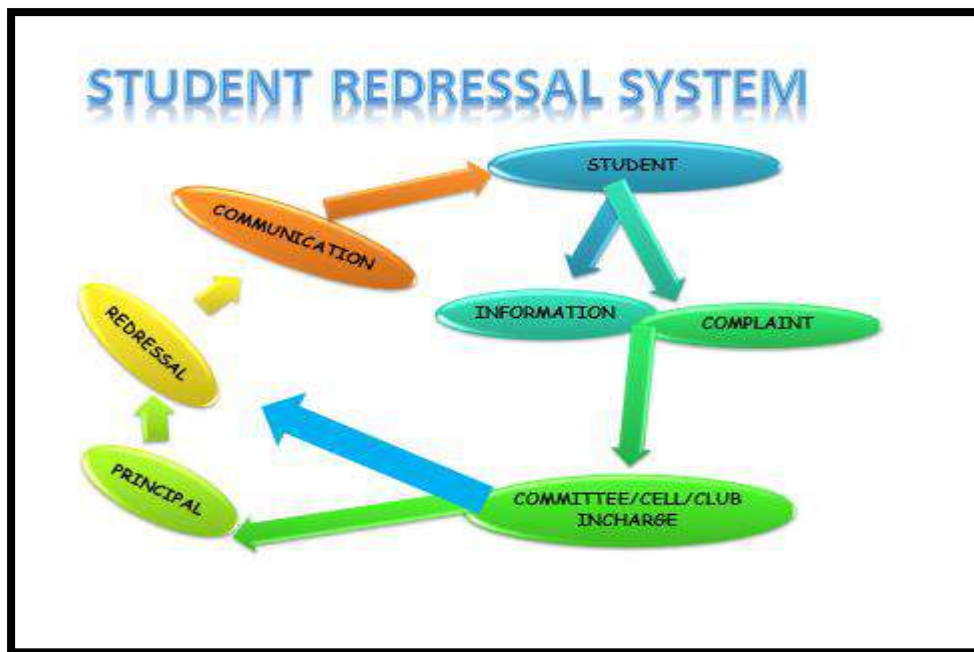 STUDENT REDRESSAL SYSTEM
STUDENT
COMMUNICATION
INFORMATION
COMPLAINT
REDRESSAL
PRINCIPAL
COMMITTEE/CELL/CLUB
INCHARGE